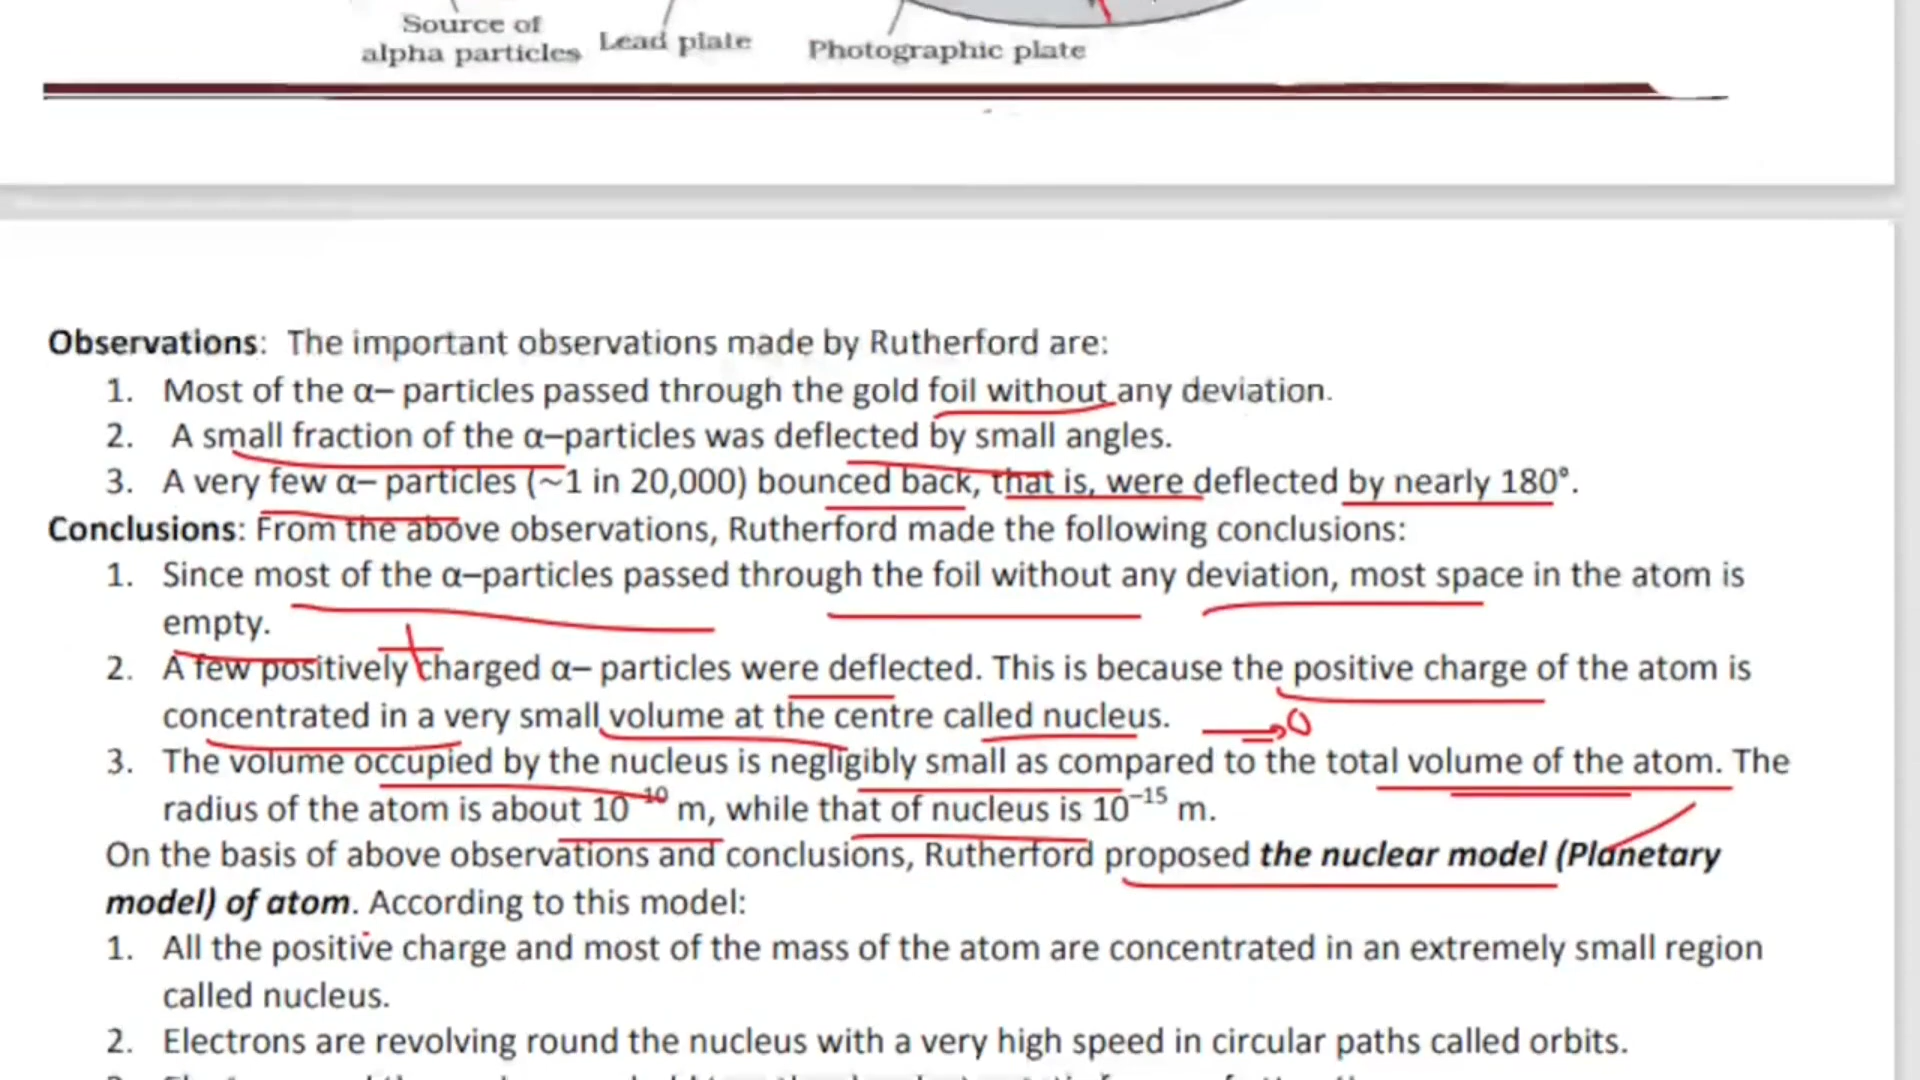 Source of
alpha particles
Lead plate
Photographic plate
Observations: The important observations made by Rutherford are:
1. Most of the α– particles passed through the gold foil without any deviation.
2. A small fraction of the α–particles was deflected by small angles.
3. A very few α– particles (~1 in 20,000) bounced back, that is, were deflected by nearly 180°.
Conclusions: From the above observations, Rutherford made the following conclusions:
1. Since most of the α–particles passed through the foil without any deviation, most space in the atom is
empty.
2. A few positively charged α– particles were deflected. This is because the positive charge of the atom is
concentrated in a very small volume at the centre called nucleus.
3. The volume occupied by the nucleus is negligibly small as compared to the total volume of the atom. The
radius of the atom is about 10⁻¹⁰ m, while that of nucleus is 10⁻¹⁵ m.
On the basis of above observations and conclusions, Rutherford proposed the nuclear model (Planetary
model) of atom. According to this model:
1. All the positive charge and most of the mass of the atom are concentrated in an extremely small region
called nucleus.
2. Electrons are revolving round the nucleus with a very high speed in circular paths called orbits.